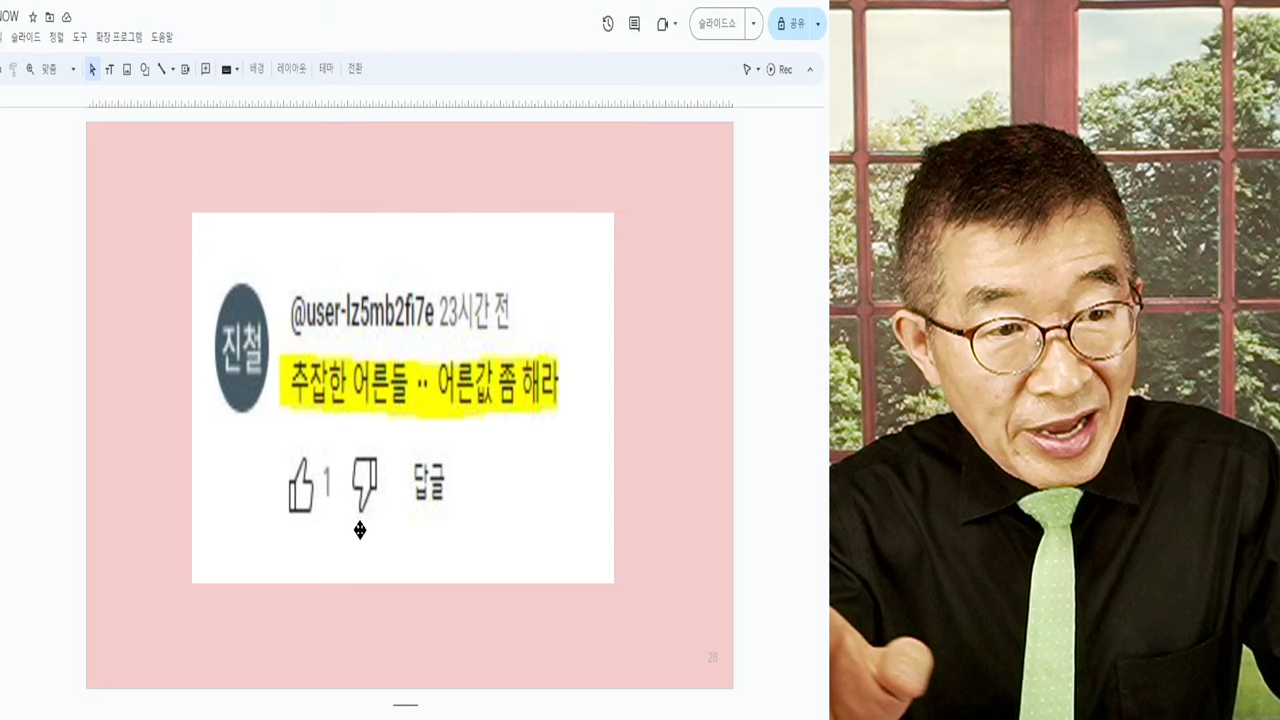 NOW
슬라이드 정렬 도구 확장 프로그램 도움말
슬라이드쇼
공유
맞춤
배경 레이아웃 테마 전환
Rec
진철
@user-lz5mb2fi7e 23시간 전
추잡한 어른들 ·· 어른값 쫌 해라
1
답글
28